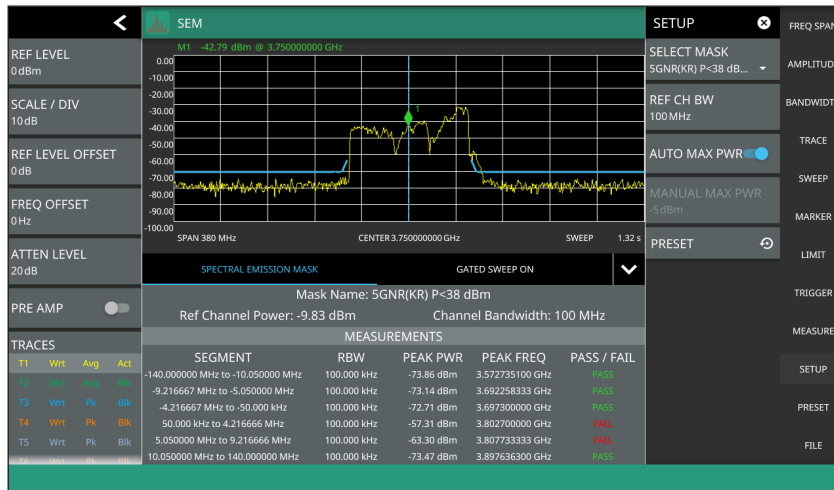 SEM
REF LEVEL
0 dBm
SCALE / DIV
10 dB
REF LEVEL OFFSET
0 dB
FREQ OFFSET
0 Hz
ATTEN LEVEL
20 dB
PRE AMP
TRACES
T1 Wrt Avg Act
T2 Wrt Avg Blk
T3 Wrt Pk Blk
T4 Wrt Pk Blk
T5 Wrt Pk Blk
T6 Wrt Pk Blk
M1 -42.79 dBm @ 3.750000000 GHz
0.00
-10.00
-20.00
-30.00
-40.00
-50.00
-60.00
-70.00
-80.00
-90.00
-100.00
1
SPAN 380 MHz CENTER 3.750000000 GHz SWEEP 1.32 s
SPECTRAL EMISSION MASK GATED SWEEP ON
Mask Name: 5GNR(KR) P<38 dBm
Ref Channel Power: -9.83 dBm Channel Bandwidth: 100 MHz
MEASUREMENTS
SEGMENT RBW PEAK PWR PEAK FREQ PASS / FAIL
-140.000000 MHz to -10.050000 MHz 100.000 kHz -73.86 dBm 3.572735100 GHz PASS
-9.216667 MHz to -5.050000 MHz 100.000 kHz -73.14 dBm 3.692258333 GHz PASS
-4.216667 MHz to -50.000 kHz 100.000 kHz -72.71 dBm 3.697300000 GHz PASS
50.000 kHz to 4.216666 MHz 100.000 kHz -57.31 dBm 3.802700000 GHz FAIL
5.050000 MHz to 9.216666 MHz 100.000 kHz -63.30 dBm 3.807733333 GHz FAIL
10.050000 MHz to 140.000000 MHz 100.000 kHz -73.47 dBm 3.897636300 GHz PASS
SETUP
SELECT MASK
5GNR(KR) P<38 dB...
REF CH BW
100 MHz
AUTO MAX PWR
MANUAL MAX PWR
-5 dBm
PRESET
FREQ SPAN
AMPLITUD
BANDWIDT
TRACE
SWEEP
MARKER
LIMIT
TRIGGER
MEASURE
SETUP
PRESET
FILE